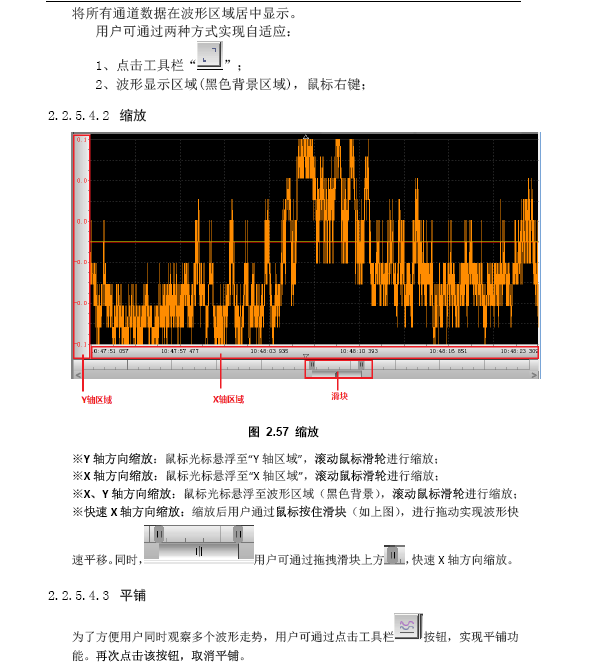 将所有通道数据在波形区域居中显示。
用户可通过两种方式实现自适应：
1、点击工具栏“ ”；
2、波形显示区域(黑色背景区域)，鼠标右键；
2.2.5.4.2 缩放
0.1
0.0
0.0
0.0
0.0
0.1
10:47:51 057 10:47:57 477 10:48:03 935 10:48:10 393 10:48:16 851 10:48:23 309
Y轴区域 X轴区域 滑块
图 2.57 缩放
※Y 轴方向缩放：鼠标光标悬浮至“Y 轴区域”，滚动鼠标滑轮进行缩放；
※X 轴方向缩放：鼠标光标悬浮至“X 轴区域”，滚动鼠标滑轮进行缩放；
※X、Y 轴方向缩放：鼠标光标悬浮至波形区域（黑色背景），滚动鼠标滑轮进行缩放；
※快速 X 轴方向缩放：缩放后用户通过鼠标按住滑块（如上图），进行拖动实现波形快
速平移。同时， 用户可通过拖拽滑块上方 ，快速 X 轴方向缩放。
2.2.5.4.3 平铺
为了方便用户同时观察多个波形走势，用户可通过点击工具栏 按钮，实现平铺功
能。再次点击该按钮，取消平铺。